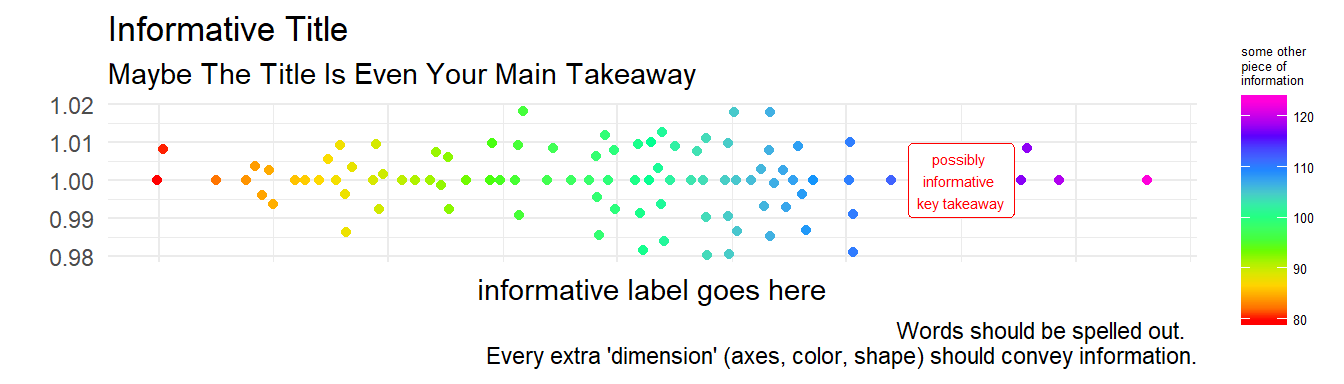 Informative Title
Maybe The Title Is Even Your Main Takeaway
1.02
1.01
1.00
0.99
0.98
possibly
informative
key takeaway
informative label goes here
Words should be spelled out.
Every extra 'dimension' (axes, color, shape) should convey information.
some other
piece of
information
120
110
100
90
80